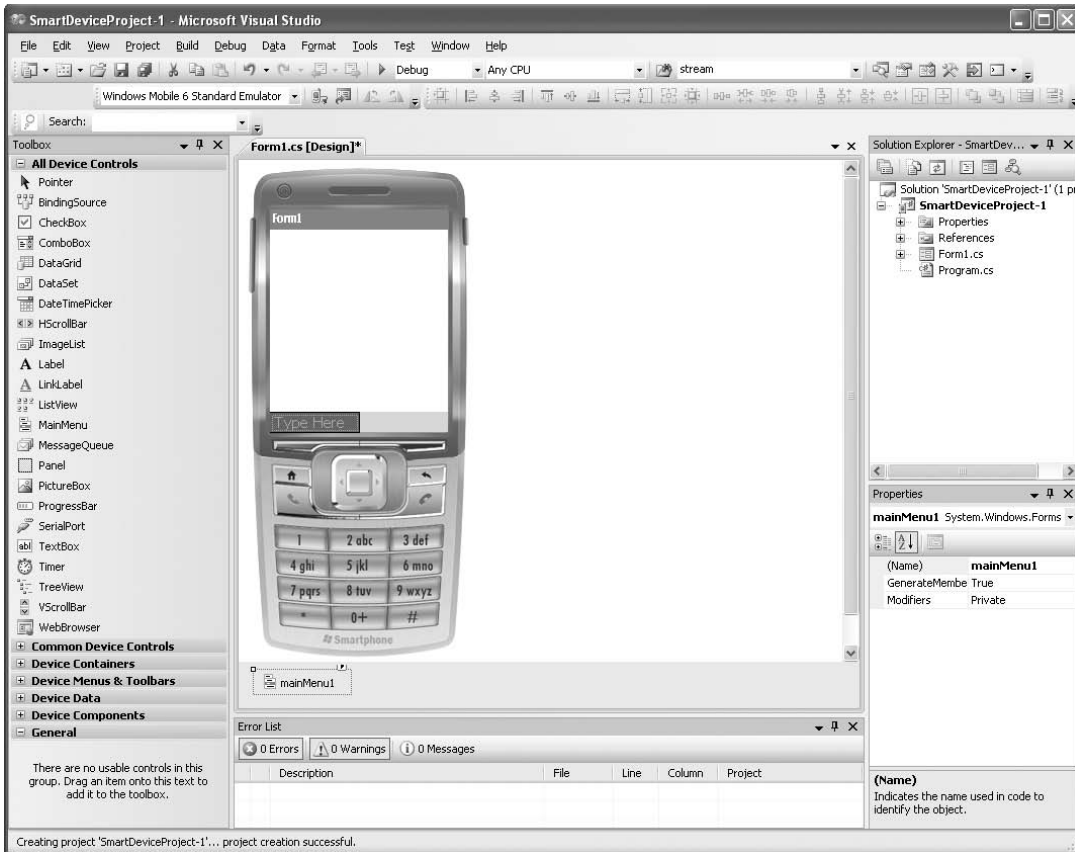 SmartDeviceProject-1 - Microsoft Visual Studio
File Edit View Project Build Debug Data Format Tools Test Window Help
Debug Any CPU stream
Windows Mobile 6 Standard Emulator
Search:
Toolbox
All Device Controls
Pointer
BindingSource
CheckBox
ComboBox
DataGrid
DataSet
DateTimePicker
HScrollBar
ImageList
A Label
A LinkLabel
ListView
MainMenu
MessageQueue
Panel
PictureBox
ProgressBar
SerialPort
abl TextBox
Timer
TreeView
VScrollBar
WebBrowser
Common Device Controls
Device Containers
Device Menus & Toolbars
Device Data
Device Components
General
There are no usable controls in this
group. Drag an item onto this text to
add it to the toolbox.
Form1.cs [Design]*
Form1
Type Here
1 2 abc 3 def
4 ghi 5 jkl 6 mno
7 pqrs 8 tuv 9 wxyz
* 0+ #
Smartphone
mainMenu1
Error List
0 Errors 0 Warnings 0 Messages
Description File Line Column Project
Solution Explorer - SmartDev...
Solution 'SmartDeviceProject-1' (1 pr
SmartDeviceProject-1
Properties
References
Form1.cs
Program.cs
Properties
mainMenu1 System.Windows.Forms
(Name) mainMenu1
GenerateMembe True
Modifiers Private
(Name)
Indicates the name used in code to
identify the object.
Creating project 'SmartDeviceProject-1'... project creation successful.